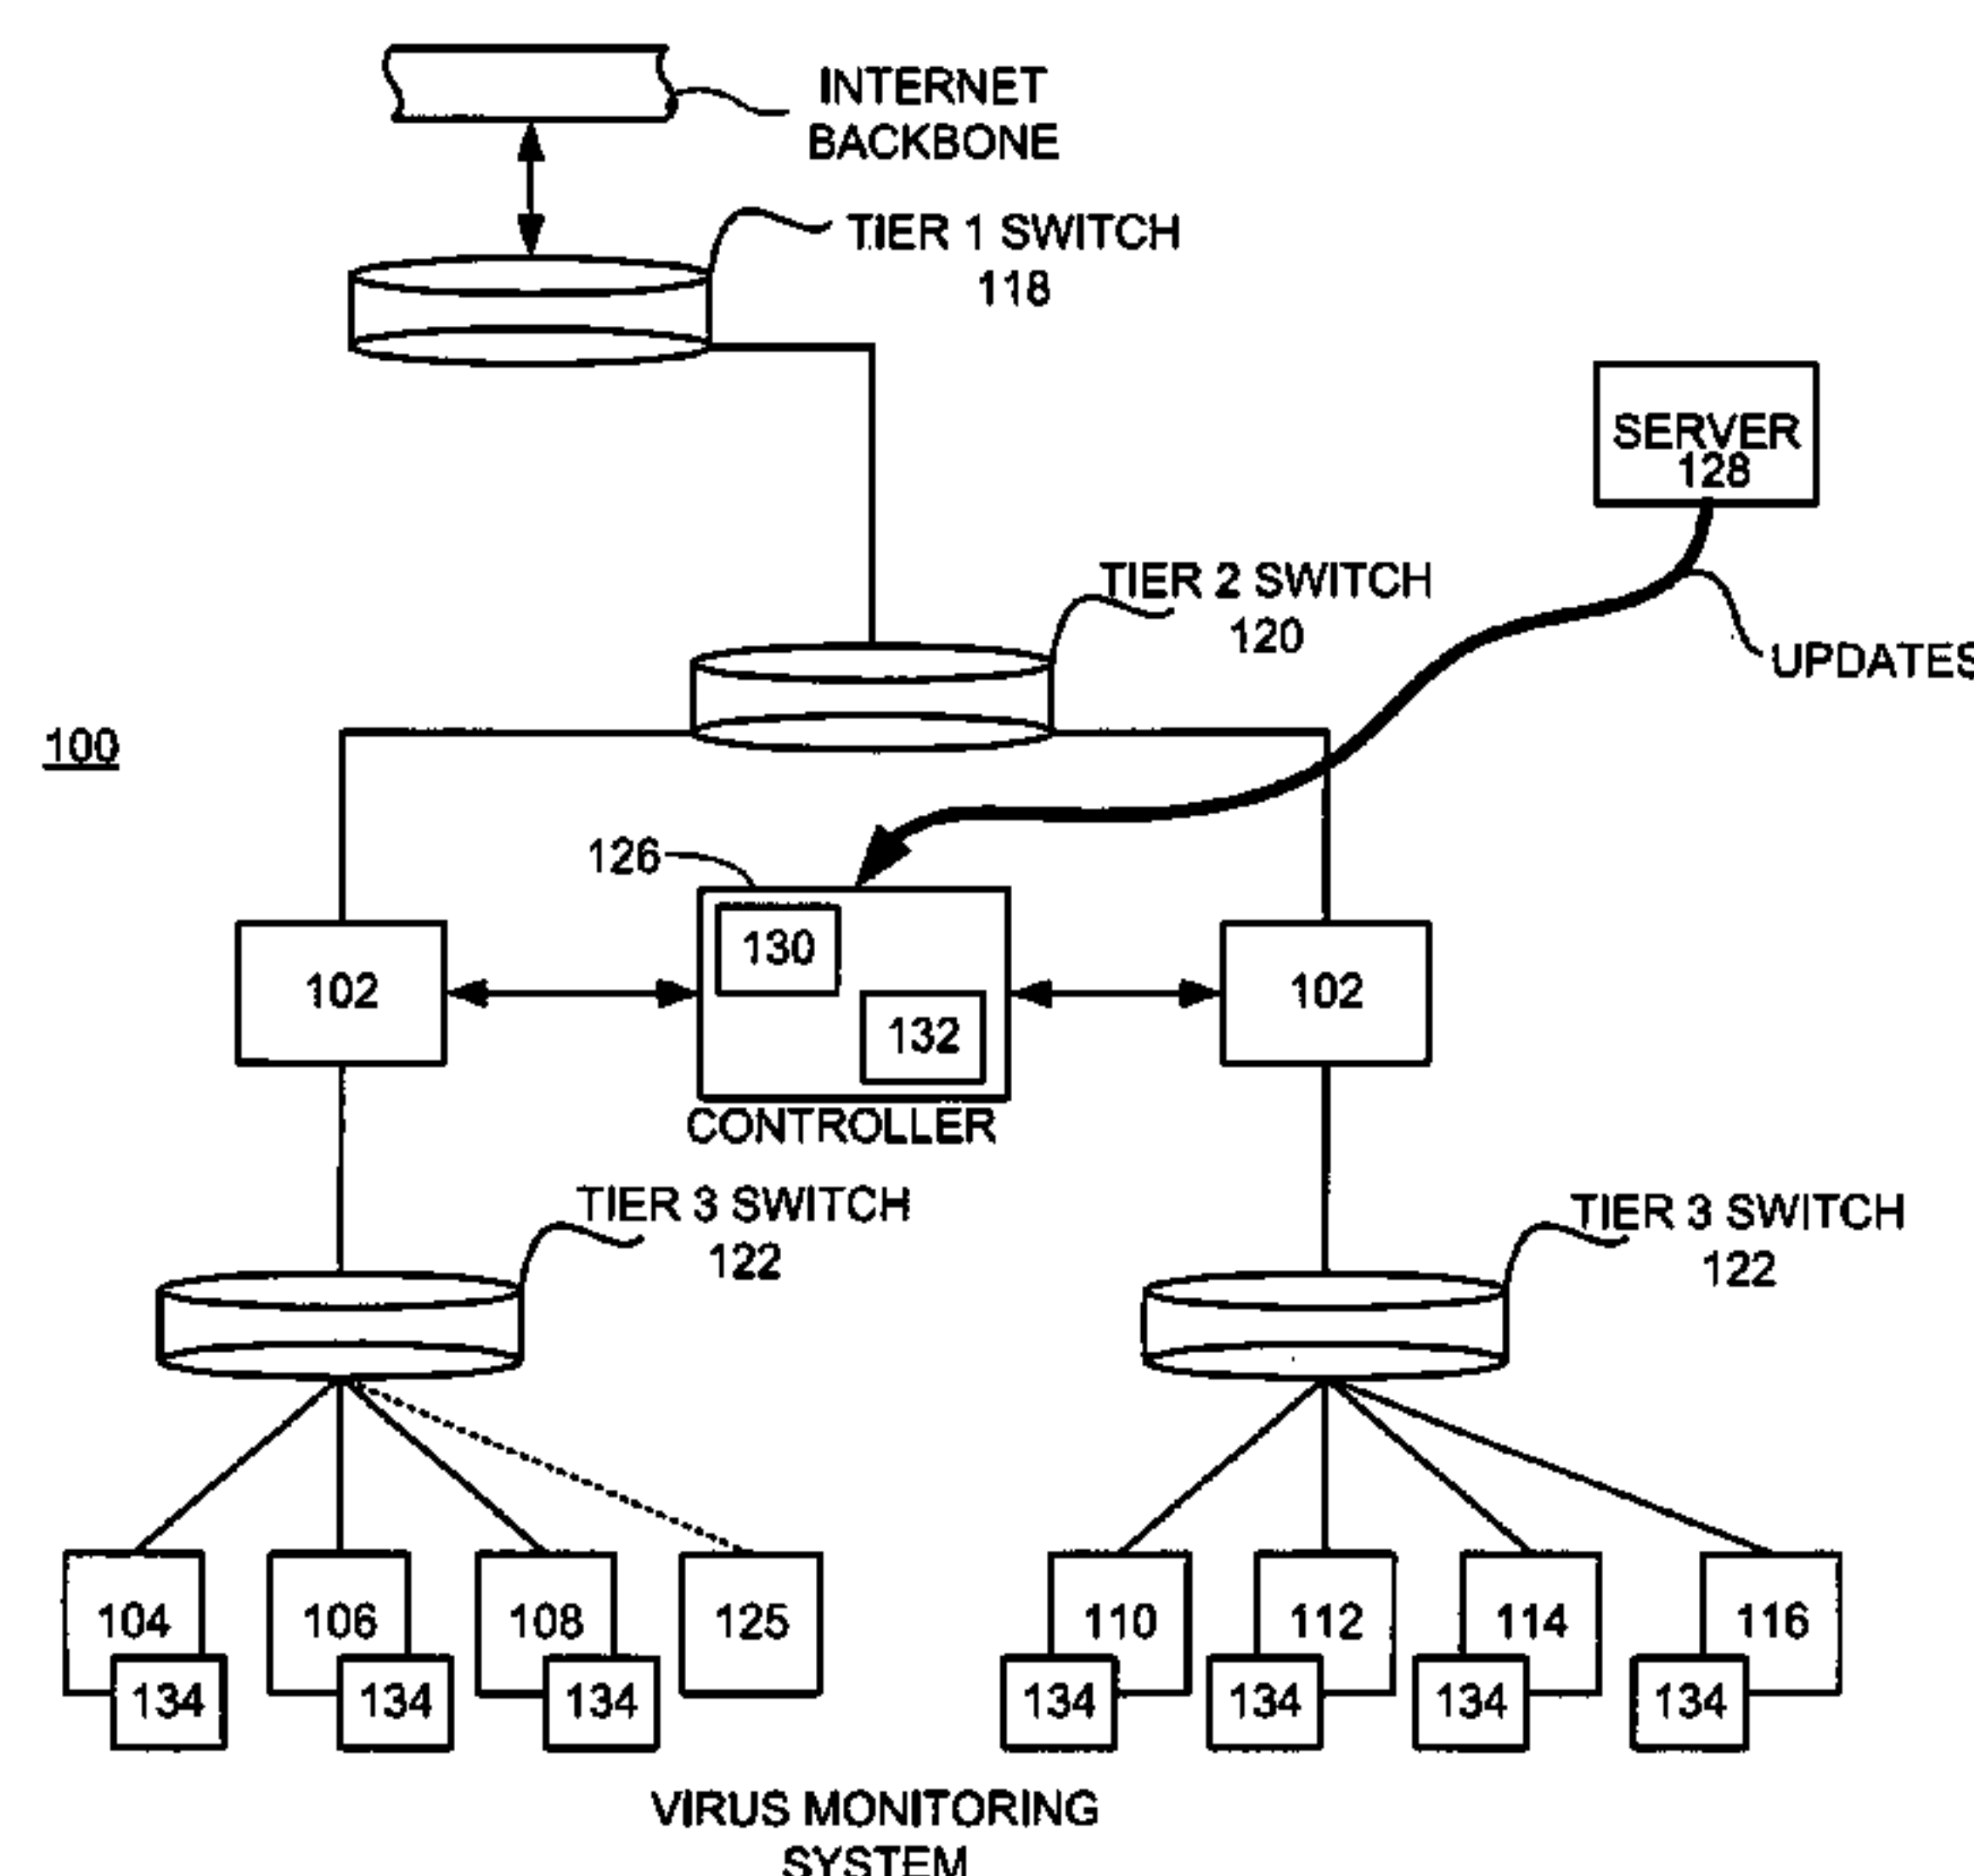 INTERNET
BACKBONE
TIER 1 SWITCH
118
SERVER
128
TIER 2 SWITCH
120
UPDATES
100
126
130
102
102
132
CONTROLLER
TIER 3 SWITCH
122
TIER 3 SWITCH
122
104
106
108
125
110
112
114
116
134
134
134
134
134
134
134
VIRUS MONITORING
SYSTEM